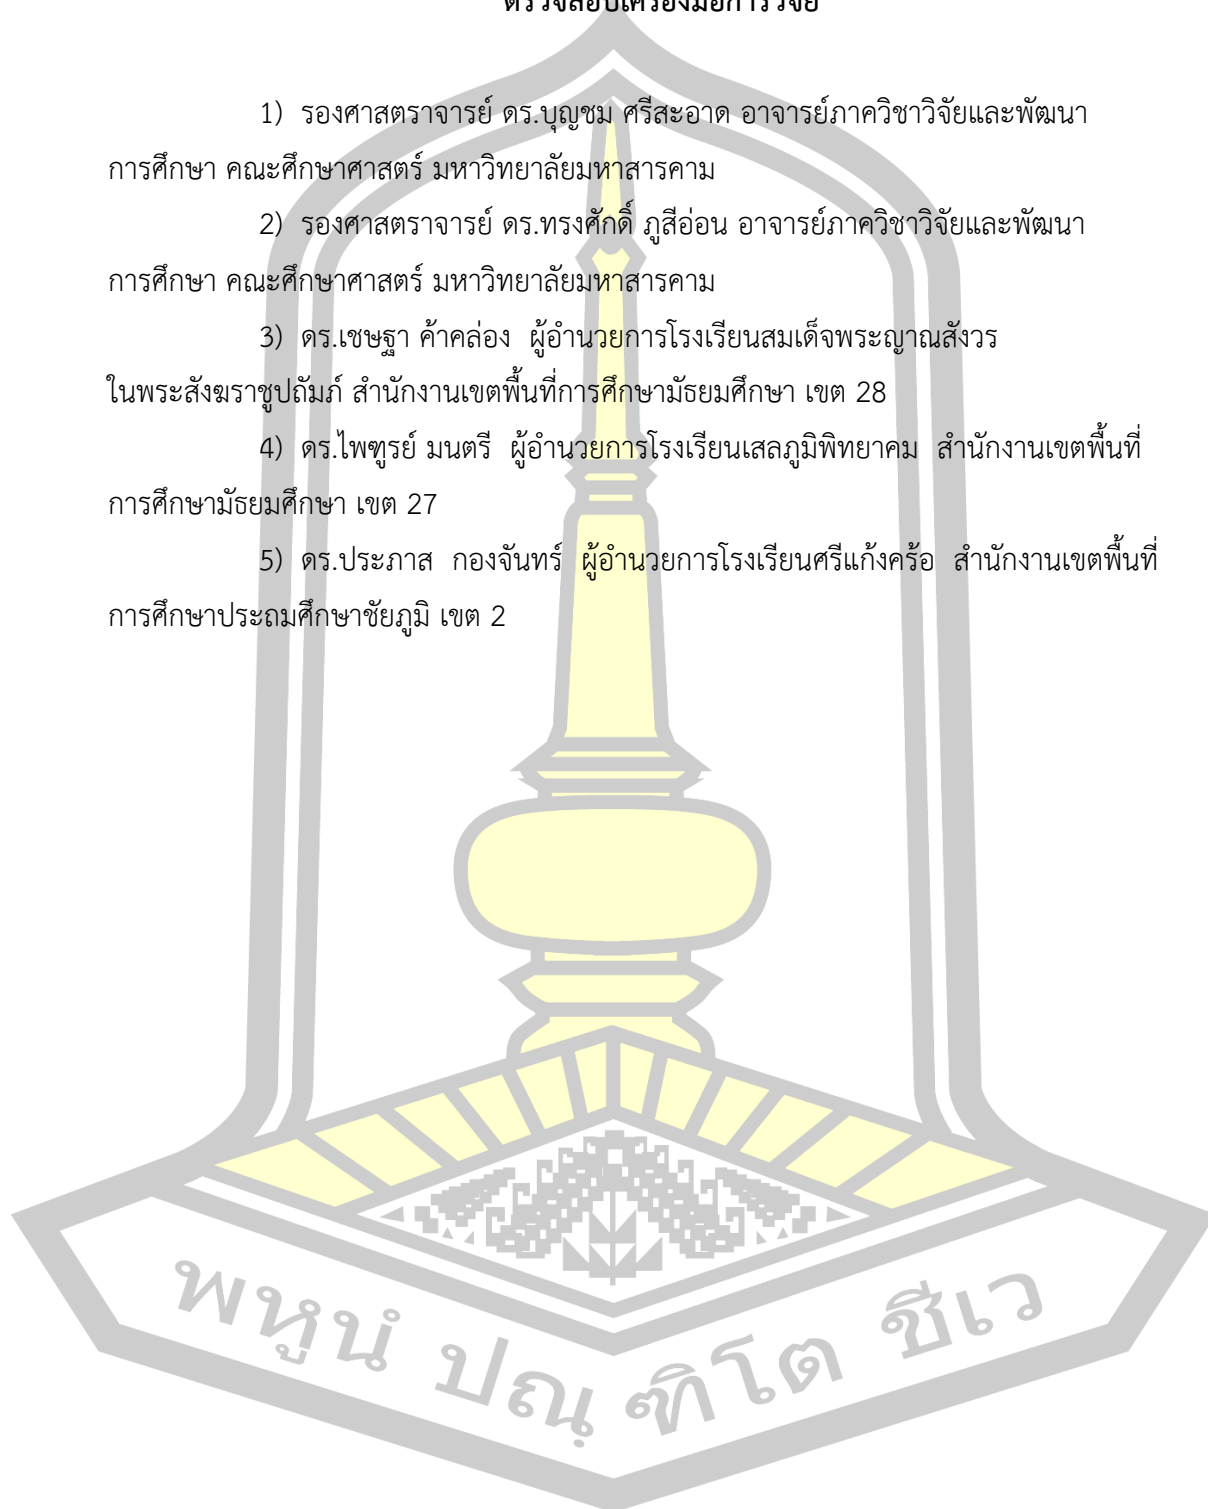 ตรวจสอบเครื่องมือการวิจัย
1) รองศาสตราจารย์ ดร.บุญชม ศรีสะอาด อาจารย์ภาควิชาวิจัยและพัฒนา
การศึกษา คณะศึกษาศาสตร์ มหาวิทยาลัยมหาสารคาม
2) รองศาสตราจารย์ ดร.ทรงศักดิ์ ภูสีอ่อน อาจารย์ภาควิชาวิจัยและพัฒนา
การศึกษา คณะศึกษาศาสตร์ มหาวิทยาลัยมหาสารคาม
3) ดร.เชษฐา ค้าคล่อง ผู้อำนวยการโรงเรียนสมเด็จพระญาณสังวร
ในพระสังฆราชูปถัมภ์ สำนักงานเขตพื้นที่การศึกษามัธยมศึกษา เขต 28
4) ดร.ไพฑูรย์ มนตรี ผู้อำนวยการโรงเรียนเสลภูมิพิทยาคม สำนักงานเขตพื้นที่
การศึกษามัธยมศึกษา เขต 27
5) ดร.ประภาส กองจันทร์ ผู้อำนวยการโรงเรียนศรีแก้งคร้อ สำนักงานเขตพื้นที่
การศึกษาประถมศึกษาชัยภูมิ เขต 2
พหูนํ ปณฺฑิโต ชีเว